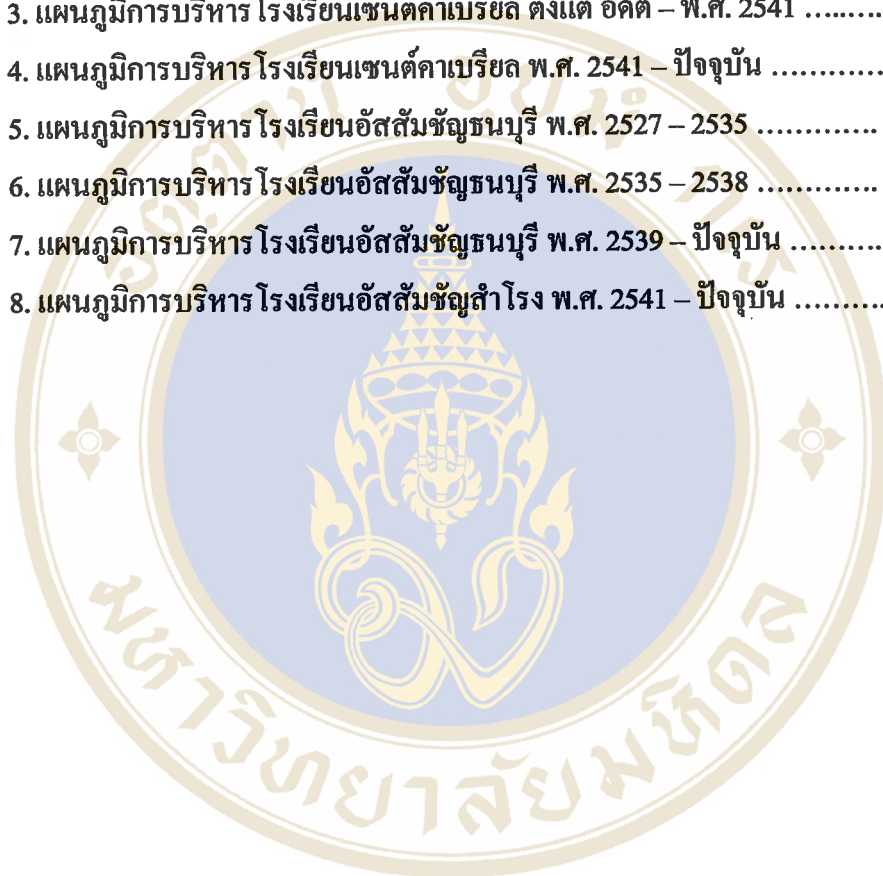 3. แผนภูมิการบริหารโรงเรียนเซนต์คาเบรียล ตั้งแต่ อดีต – พ.ศ. 2541 ……….
4. แผนภูมิการบริหารโรงเรียนเซนต์คาเบรียล พ.ศ. 2541 – ปัจจุบัน ………….
5. แผนภูมิการบริหารโรงเรียนอัสสัมชัญธนบุรี พ.ศ. 2527 – 2535 ………….
6. แผนภูมิการบริหารโรงเรียนอัสสัมชัญธนบุรี พ.ศ. 2535 – 2538 ………….
7. แผนภูมิการบริหารโรงเรียนอัสสัมชัญธนบุรี พ.ศ. 2539 – ปัจจุบัน ……….
8. แผนภูมิการบริหารโรงเรียนอัสสัมชัญสำโรง พ.ศ. 2541 – ปัจจุบัน ……….
อตฺตานํ อุปมํ กเร
มหาวิทยาลัยมหิดล